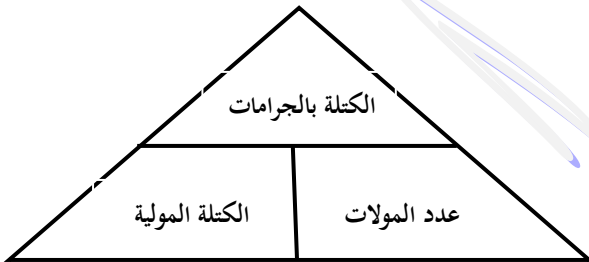 الكتلة بالجرامات
عدد المولات
الكتلة المولية